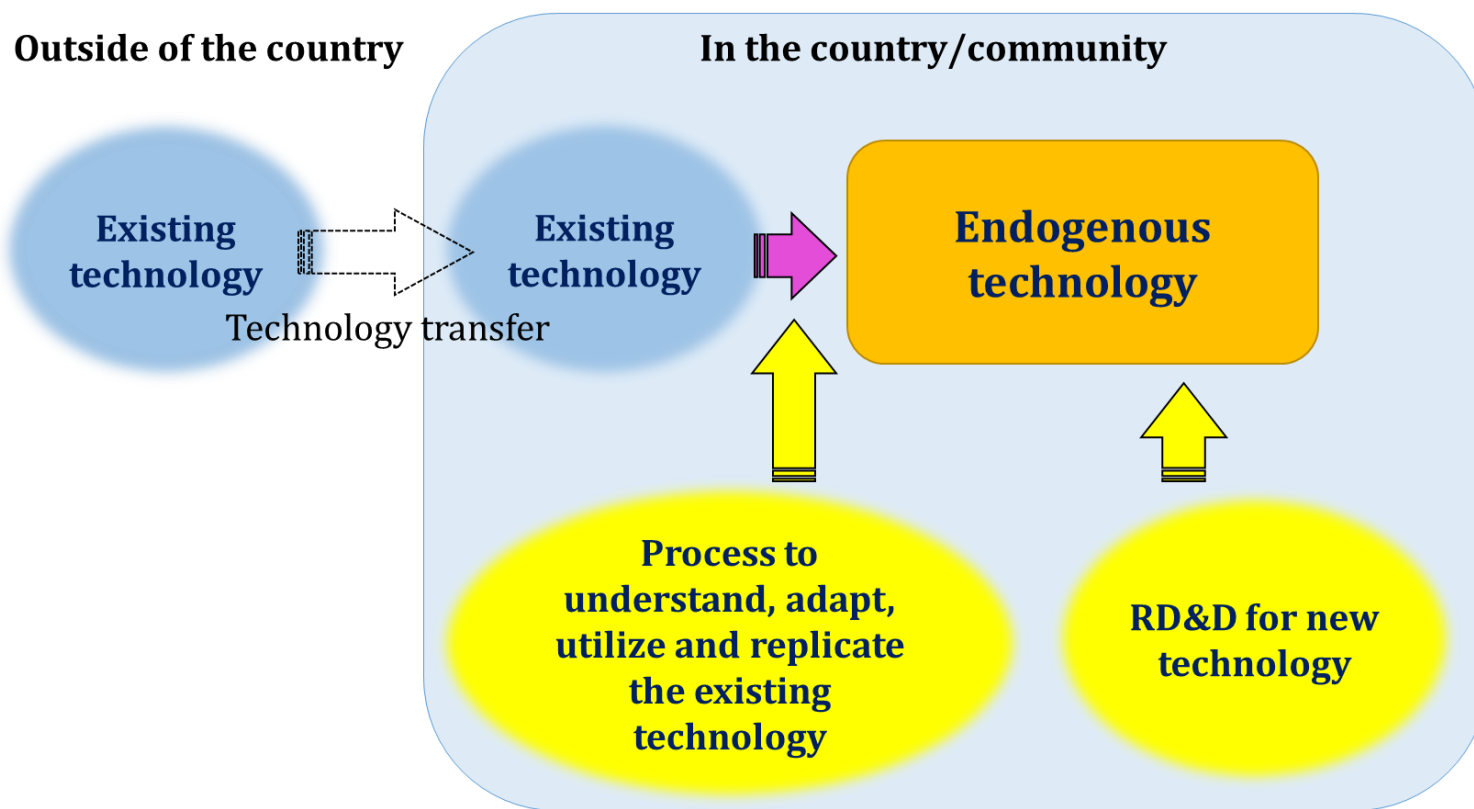 Outside of the country
In the country/community
Existing
technology
Technology transfer
Existing
technology
Endogenous
technology
Process to
understand, adapt,
utilize and replicate
the existing
technology
RD&D for new
technology